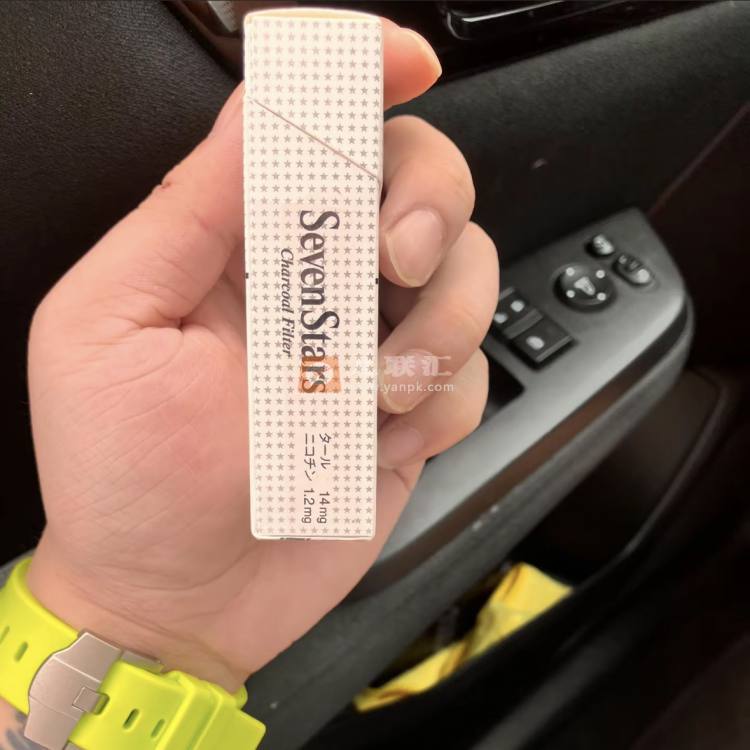 SevenStars
Charcoal Filter
タール 14mg
ニコチン 1.2mg
联汇
.yanpk.com